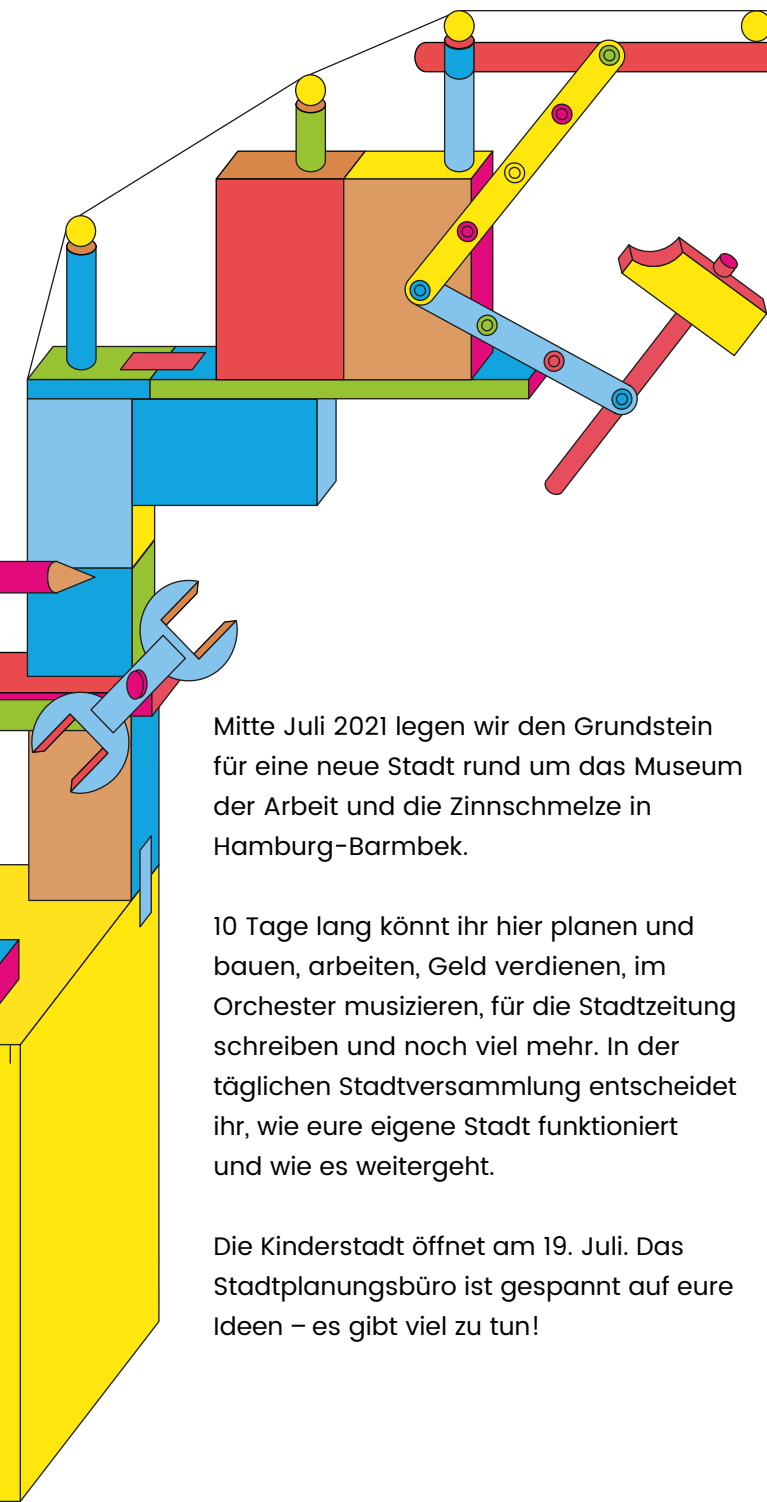 Mitte Juli 2021 legen wir den Grundstein
für eine neue Stadt rund um das Museum
der Arbeit und die Zinnschmelze in
Hamburg-Barmbek.
10 Tage lang könnt ihr hier planen und
bauen, arbeiten, Geld verdienen, im
Orchester musizieren, für die Stadtzeitung
schreiben und noch viel mehr. In der
täglichen Stadtversammlung entscheidet
ihr, wie eure eigene Stadt funktioniert
und wie es weitergeht.
Die Kinderstadt öffnet am 19. Juli. Das
Stadtplanungsbüro ist gespannt auf eure
Ideen – es gibt viel zu tun!